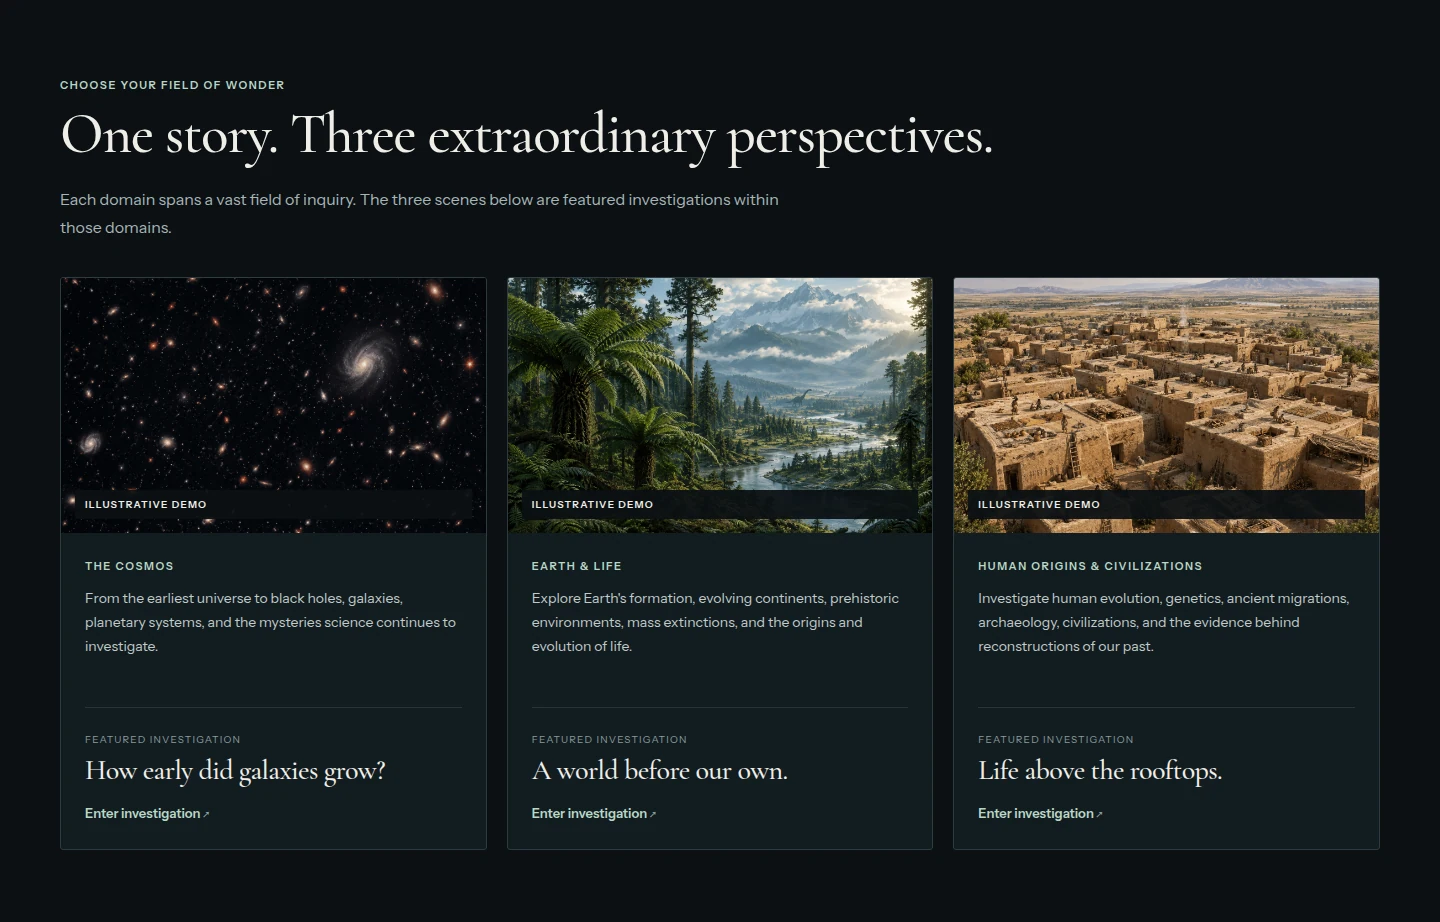 CHOOSE YOUR FIELD OF WONDER
One story. Three extraordinary perspectives.
Each domain spans a vast field of inquiry. The three scenes below are featured investigations within
those domains.
ILLUSTRATIVE DEMO
THE COSMOS
From the earliest universe to black holes, galaxies,
planetary systems, and the mysteries science continues to
investigate.
FEATURED INVESTIGATION
How early did galaxies grow?
Enter investigation ↗
ILLUSTRATIVE DEMO
EARTH & LIFE
Explore Earth's formation, evolving continents, prehistoric
environments, mass extinctions, and the origins and
evolution of life.
FEATURED INVESTIGATION
A world before our own.
Enter investigation ↗
ILLUSTRATIVE DEMO
HUMAN ORIGINS & CIVILIZATIONS
Investigate human evolution, genetics, ancient migrations,
archaeology, civilizations, and the evidence behind
reconstructions of our past.
FEATURED INVESTIGATION
Life above the rooftops.
Enter investigation ↗